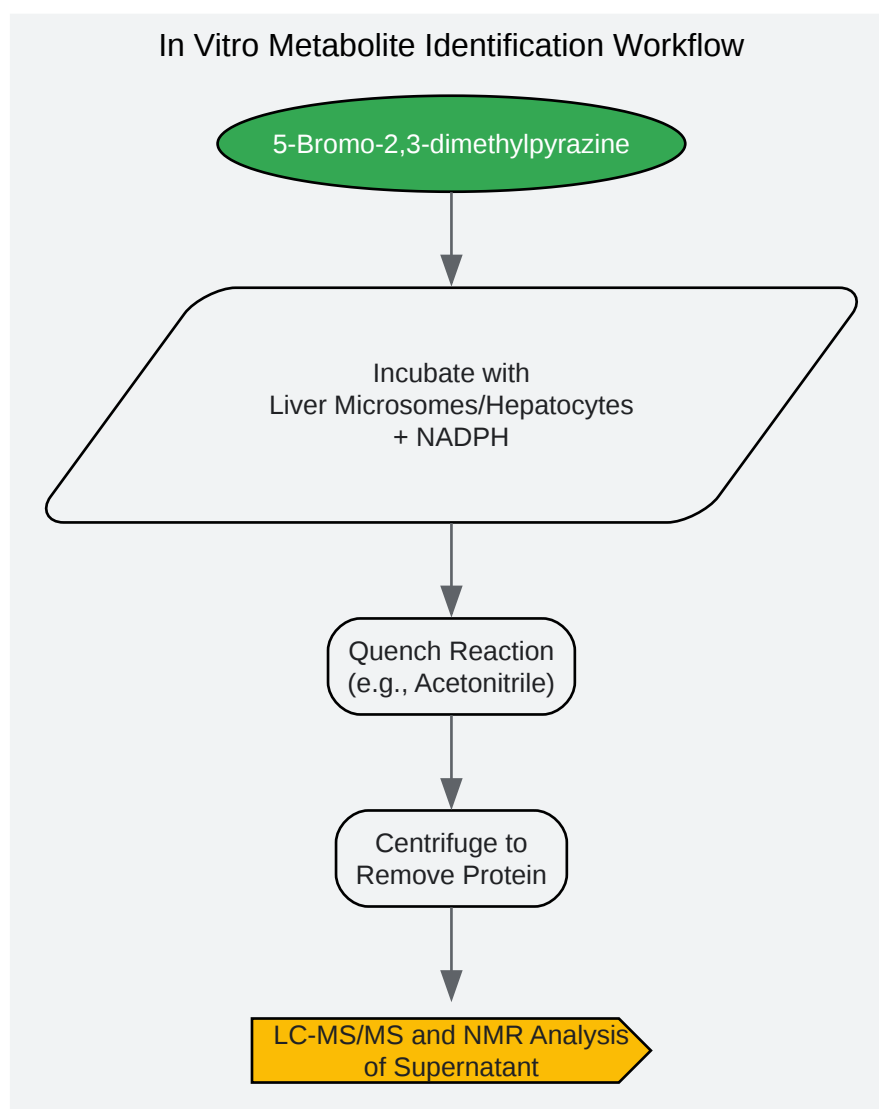 In Vitro Metabolite Identification Workflow
5-Bromo-2,3-dimethylpyrazine
Incubate with
Liver Microsomes/Hepatocytes
+ NADPH
Quench Reaction
(e.g., Acetonitrile)
Centrifuge to
Remove Protein
LC-MS/MS and NMR Analysis
of Supernatant